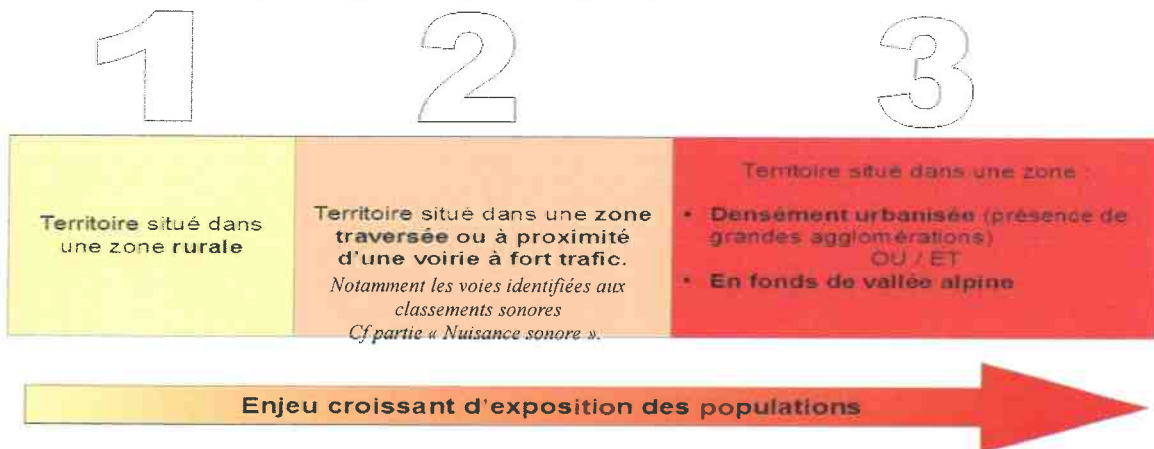 1
2
3
Territoire situé dans
une zone rurale
Territoire situé dans une zone
traversée ou à proximité
d'une voirie à fort trafic.
Notamment les voies identifiées aux
classements sonores
Cf partie « Nuisance sonore ».
Territoire situé dans une zone :
• Densément urbanisée (présence de
grandes agglomérations)
OU / ET
• En fonds de vallée alpine
Enjeu croissant d'exposition des populations